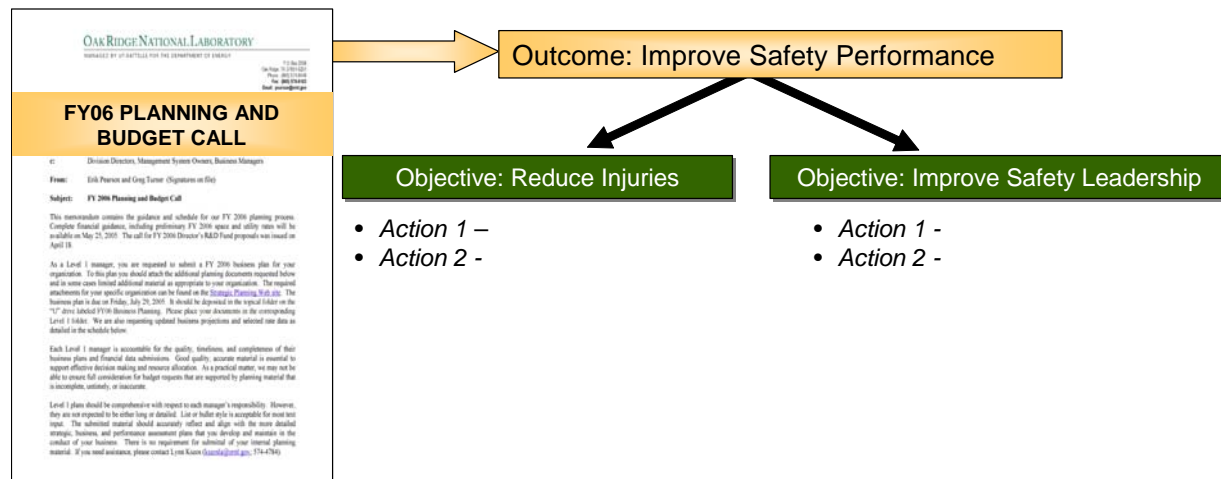 OAK RIDGE NATIONAL LABORATORY
MANAGED BY UT-BATTELLE FOR THE DEPARTMENT OF ENERGY
FY06 PLANNING AND
BUDGET CALL
Division Directors, Management System Owners, Business Managers
From: Erik Pearson and Greg Turner (Signatures on file)
Subject: FY 2006 Planning and Budget Call
This memorandum contains the guidance and schedule for our FY 2006 planning process.
Complete financial guidance, including preliminary FY 2006 space and utility rates will be
available on May 25, 2005. The call for FY 2006 Director's R&D Fund proposals was issued on
April 18.
As a Level 1 manager, you are requested to submit a FY 2006 business plan for your
organization. To this plan you should attach the additional planning documents requested below
and in some cases limited additional material as appropriate to your organization. The required
attachments for your specific organization can be found on the Strategic Planning Web site. The
business plan is due on Friday, July 29, 2005. It should be deposited in the topical folder on the
"U" drive labeled FY06 Business Planning. Please place your documents in the corresponding
Level 1 folder. We are also requesting updated business projections and selected rate data as
detailed in the schedule below.
Each Level 1 manager is accountable for the quality, timeliness, and completeness of their
business plans and financial data submissions. Good quality, accurate material is essential to
support effective decision making and resource allocation. As a practical matter, we may not be
able to ensure full consideration for budget requests that are supported by planning material that
is incomplete, untimely, or inaccurate.
Level 1 plans should be comprehensive with respect to each manager's responsibility. However,
they are not expected to be either long or detailed. List or bullet style is acceptable for most text
input. The submitted material should accurately reflect and align with the more detailed
strategic, business, and performance assessment plans that you develop and maintain in the
conduct of your business. There is no requirement for submittal of your internal planning
material. If you need assistance, please contact Lynn
Outcome: Improve Safety Performance
Objective: Reduce Injuries
• Action 1 –
• Action 2 -
Objective: Improve Safety Leadership
• Action 1 -
• Action 2 -